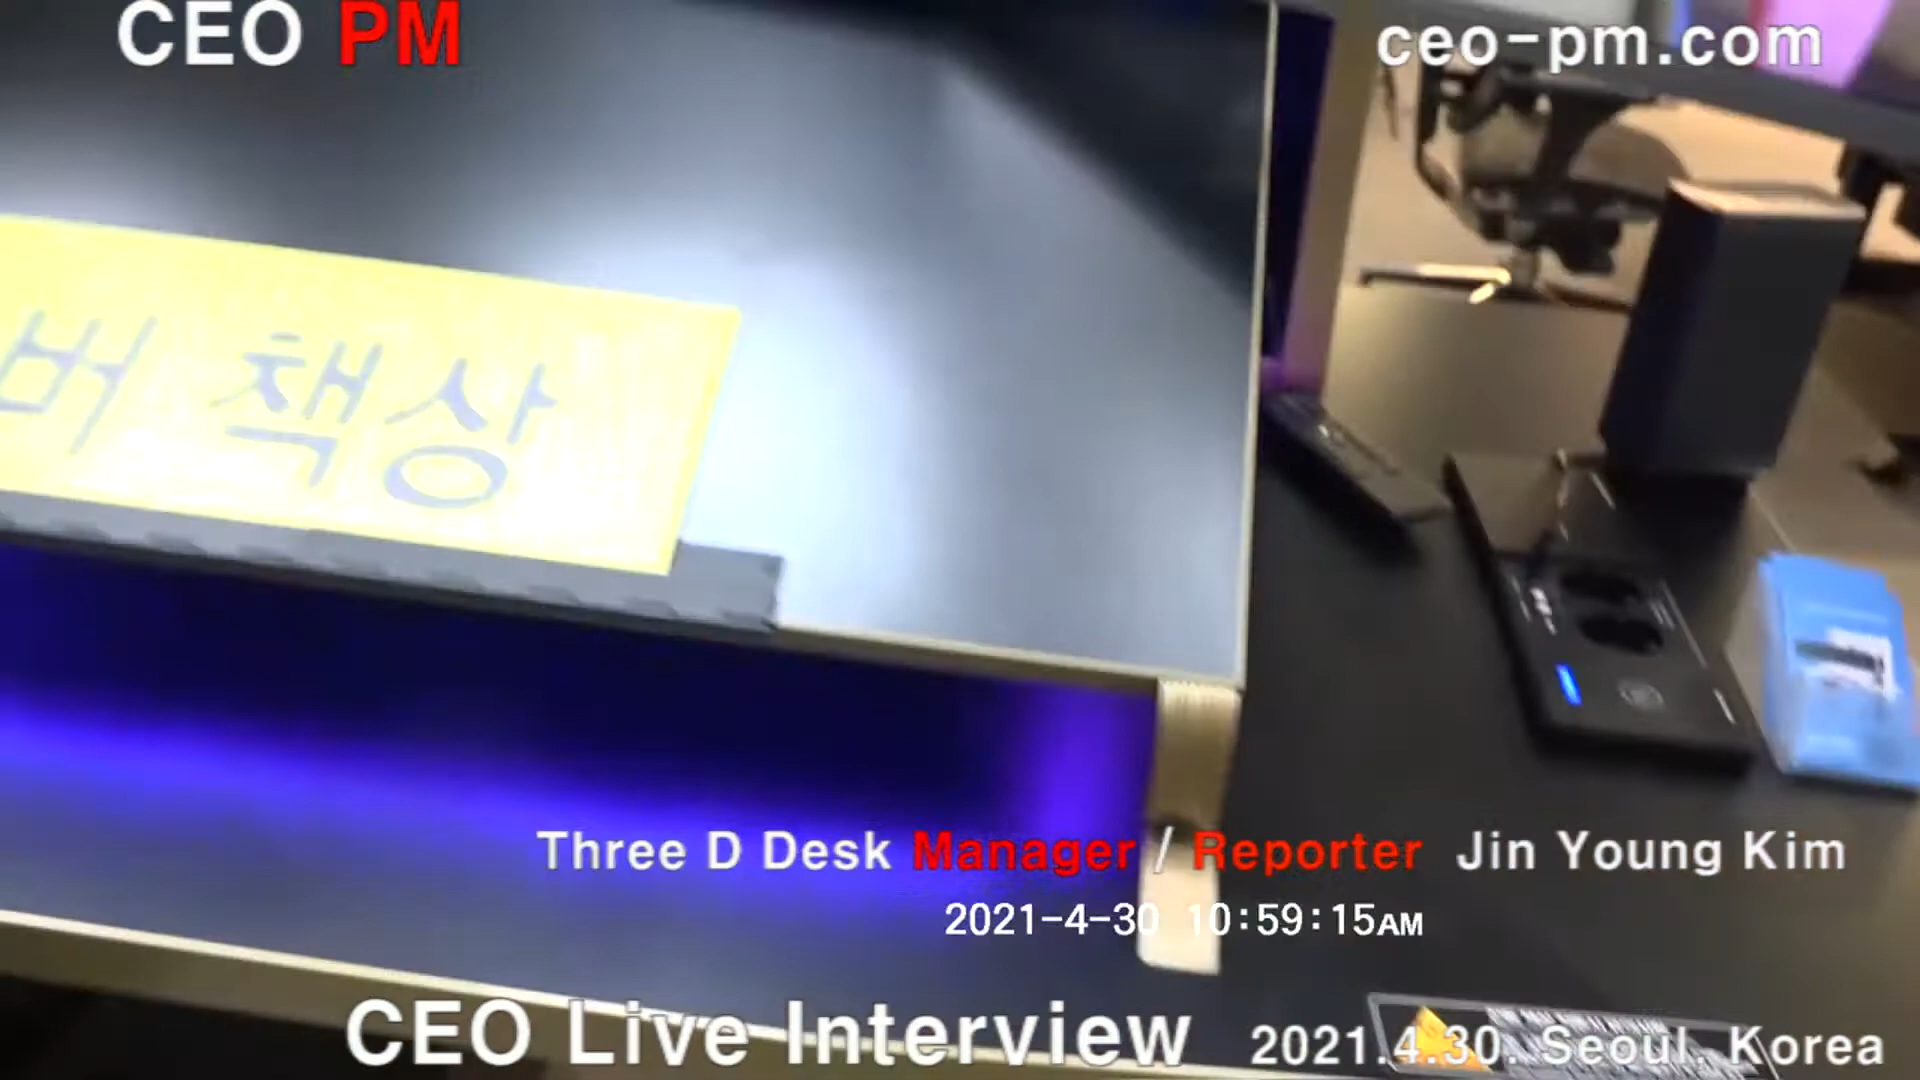 CEO PM
ceo-pm.com
버 책상
Three D Desk Manager / Reporter Jin Young Kim
2021-4-30 10:59:15AM
CEO Live Interview 2021.4.30. Seoul, Korea